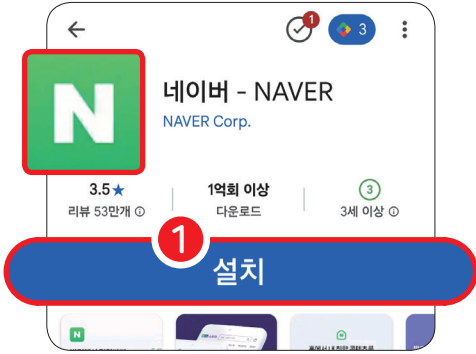 1
3
N
네이버 - NAVER
NAVER Corp.
3.5★
1억회 이상
3
리뷰 53만개
다운로드
3세 이상
1
설치
N